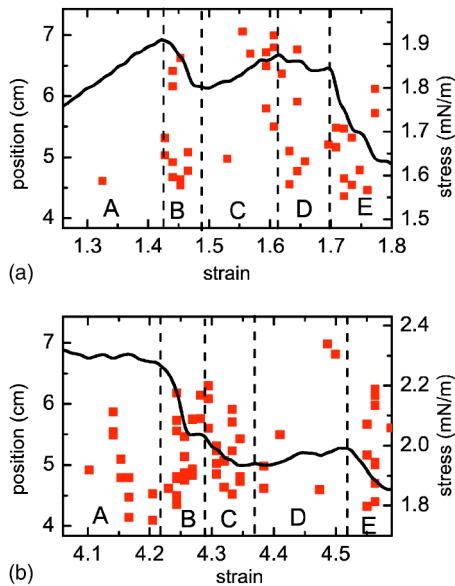 7
6
5
4
position (cm)
1.9
1.8
1.7
1.6
1.5
stress (mN/m)
A
B
C
D
E
1.3
1.4
1.5
1.6
1.7
1.8
strain
(a)
7
6
5
4
position (cm)
2.4
2.2
2.0
1.8
stress (mN/m)
A
B
C
D
E
4.1
4.2
4.3
4.4
4.5
strain
(b)